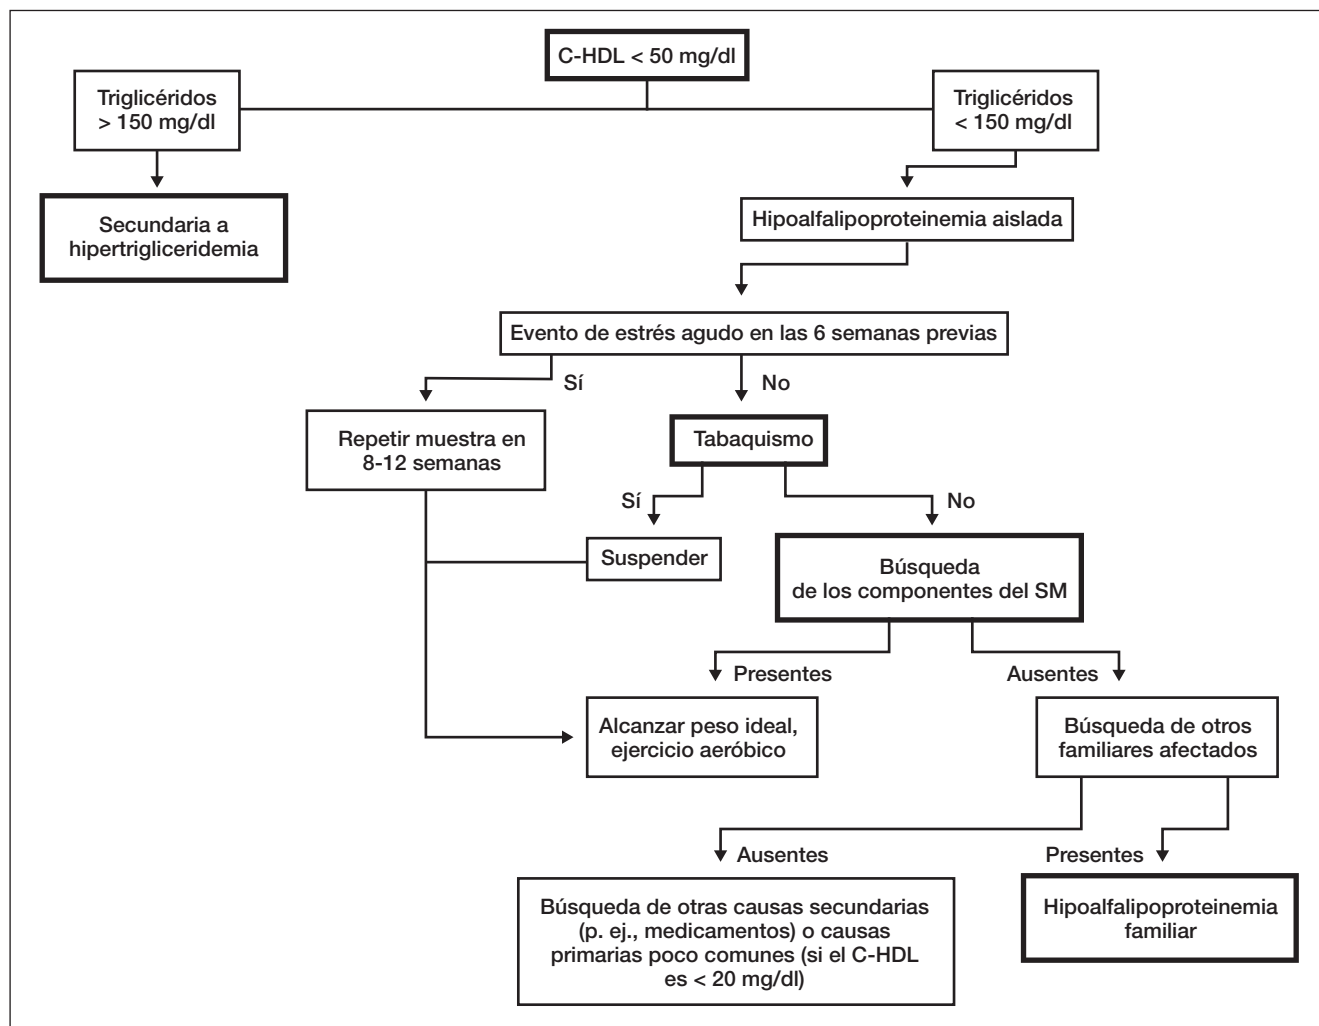 C-HDL < 50 mg/dl
Triglicéridos
> 150 mg/dl
Triglicéridos
< 150 mg/dl
Secundaria a
hipertrigliceridemia
Hipoalfalipoproteinemia aislada
Evento de estrés agudo en las 6 semanas previas
Sí
No
Repetir muestra en
8-12 semanas
Tabaquismo
Sí
No
Suspender
Búsqueda
de los componentes del SM
Presentes
Ausentes
Alcanzar peso ideal,
ejercicio aeróbico
Búsqueda de otros
familiares afectados
Ausentes
Presentes
Búsqueda de otras causas secundarias
(p. ej., medicamentos) o causas
primarias poco comunes (si el C-HDL
es < 20 mg/dl)
Hipoalfalipoproteinemia
familiar